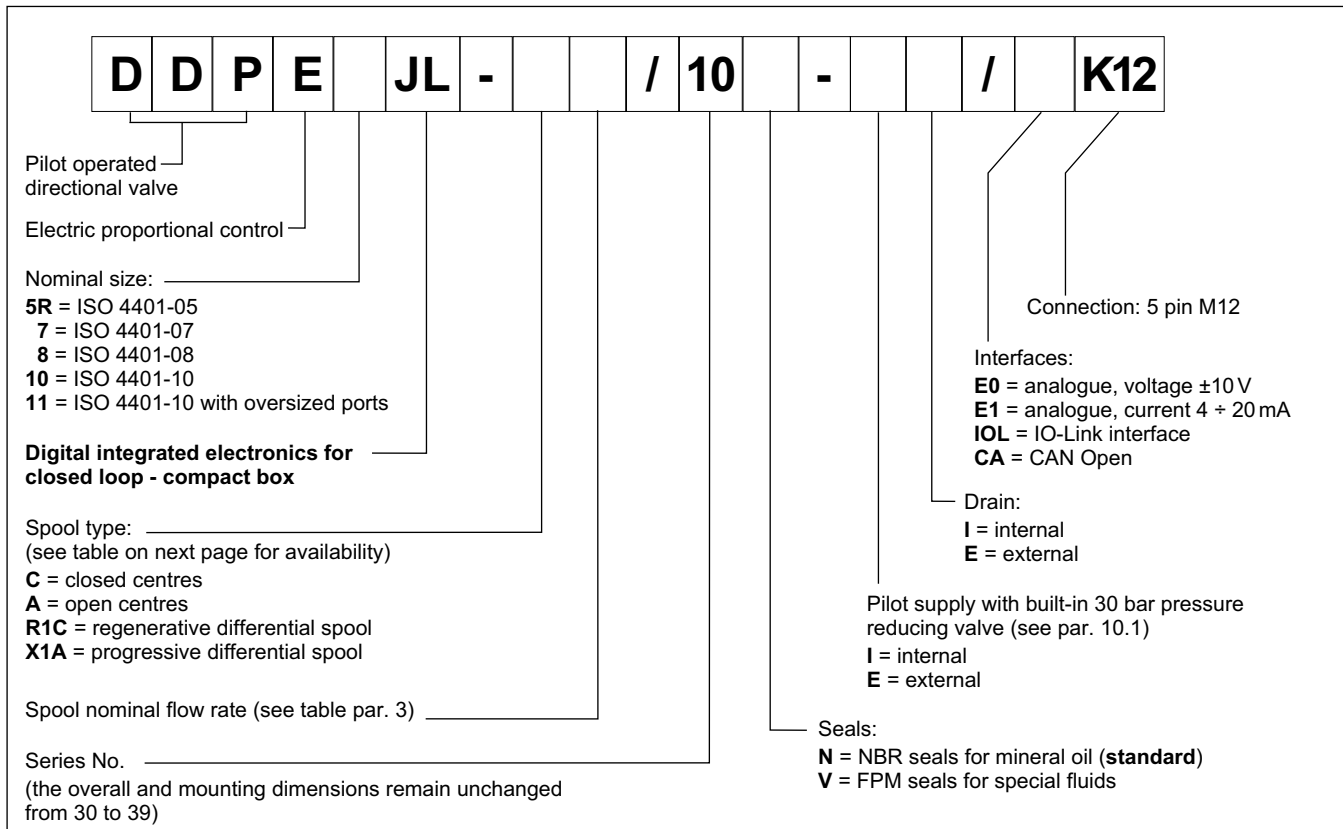 D D P E JL - / 10 - / K12
Pilot operated
directional valve
Electric proportional control
Nominal size:
5R = ISO 4401-05
7 = ISO 4401-07
8 = ISO 4401-08
10 = ISO 4401-10
11 = ISO 4401-10 with oversized ports
Digital integrated electronics for
closed loop - compact box
Spool type:
(see table on next page for availability)
C = closed centres
A = open centres
R1C = regenerative differential spool
X1A = progressive differential spool
Spool nominal flow rate (see table par. 3)
Series No.
(the overall and mounting dimensions remain unchanged
from 30 to 39)
Connection: 5 pin M12
Interfaces:
E0 = analogue, voltage ±10 V
E1 = analogue, current 4 ÷ 20 mA
IOL = IO-Link interface
CA = CAN Open
Drain:
I = internal
E = external
Pilot supply with built-in 30 bar pressure
reducing valve (see par. 10.1)
I = internal
E = external
Seals:
N = NBR seals for mineral oil (standard)
V = FPM seals for special fluids